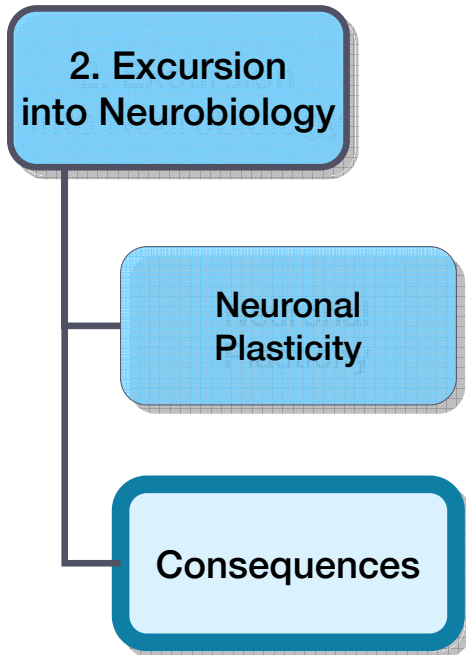 2. Excursion
into Neurobiology
Neuronal
Plasticity
Consequences